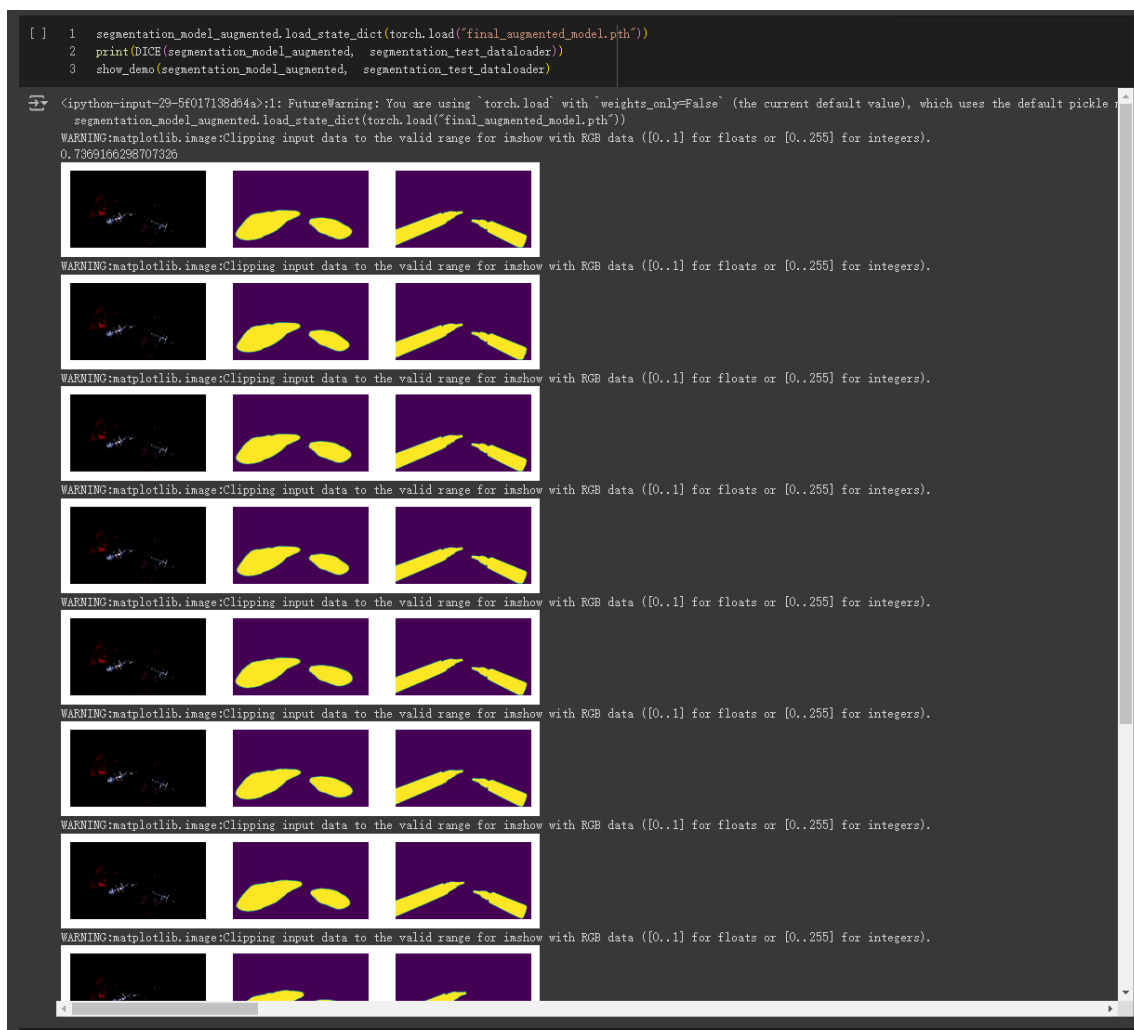 [ ] 1 segmentation_model_augmented.load_state_dict(torch.load("final_augmented_model.pth"))
2 print(DICE(segmentation_model_augmented, segmentation_test_dataloader))
3 show_demo(segmentation_model_augmented, segmentation_test_dataloader)
<ipython-input-29-5f017138d64a>:1: FutureWarning: You are using `torch.load` with `weights_only=False` (the current default value), which uses the default pickle
segmentation_model_augmented.load_state_dict(torch.load("final_augmented_model.pth"))
WARNING:matplotlib.image:Clipping input data to the valid range for imshow with RGB data ([0..1] for floats or [0..255] for integers).
0.7369166298707326
WARNING:matplotlib.image:Clipping input data to the valid range for imshow with RGB data ([0..1] for floats or [0..255] for integers).
WARNING:matplotlib.image:Clipping input data to the valid range for imshow with RGB data ([0..1] for floats or [0..255] for integers).
WARNING:matplotlib.image:Clipping input data to the valid range for imshow with RGB data ([0..1] for floats or [0..255] for integers).
WARNING:matplotlib.image:Clipping input data to the valid range for imshow with RGB data ([0..1] for floats or [0..255] for integers).
WARNING:matplotlib.image:Clipping input data to the valid range for imshow with RGB data ([0..1] for floats or [0..255] for integers).
WARNING:matplotlib.image:Clipping input data to the valid range for imshow with RGB data ([0..1] for floats or [0..255] for integers).
WARNING:matplotlib.image:Clipping input data to the valid range for imshow with RGB data ([0..1] for floats or [0..255] for integers).